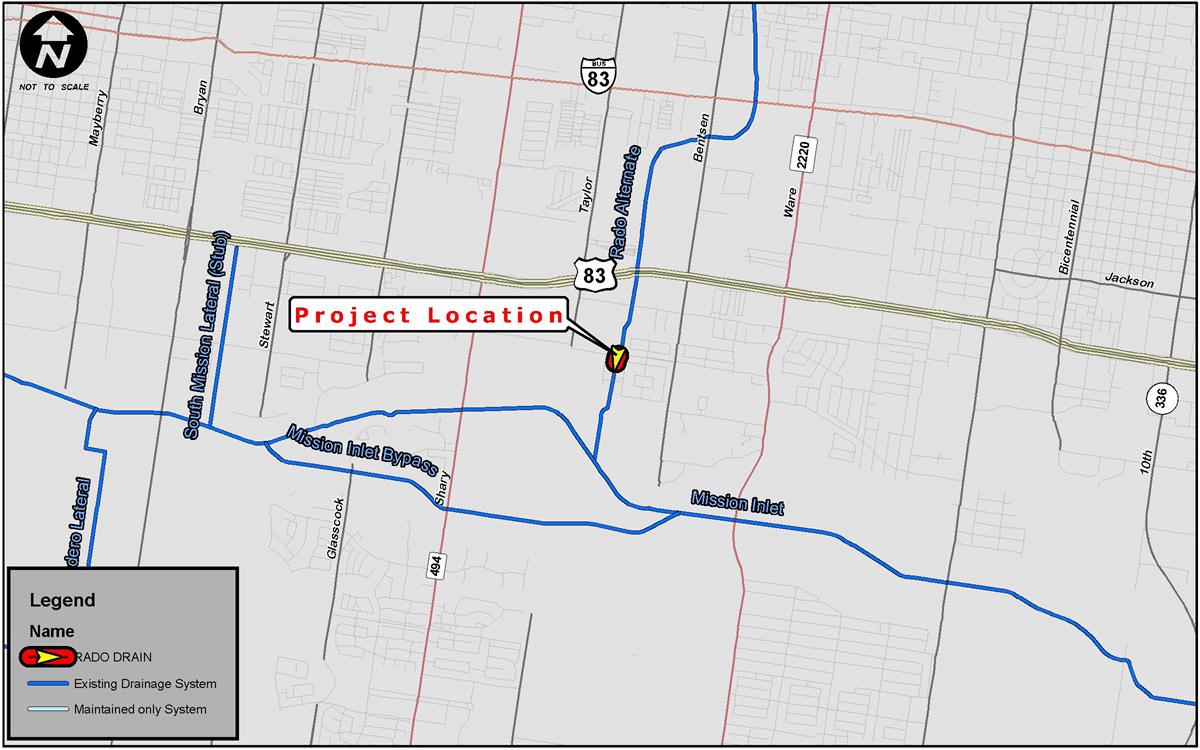 N
NOT TO SCALE
Mayberry
Bryan
BUS
83
Bentsen
2220
Taylor
Rado Alternate
Ware
Bicentennial
Jackson
83
South Mission Lateral (Stub)
Stewart
Project Location
336
10th
Mission Inlet Bypass
Shary
Mission Inlet
Glasscock
494
dero Lateral
Legend
Name
RADO DRAIN
Existing Drainage System
Maintained only System